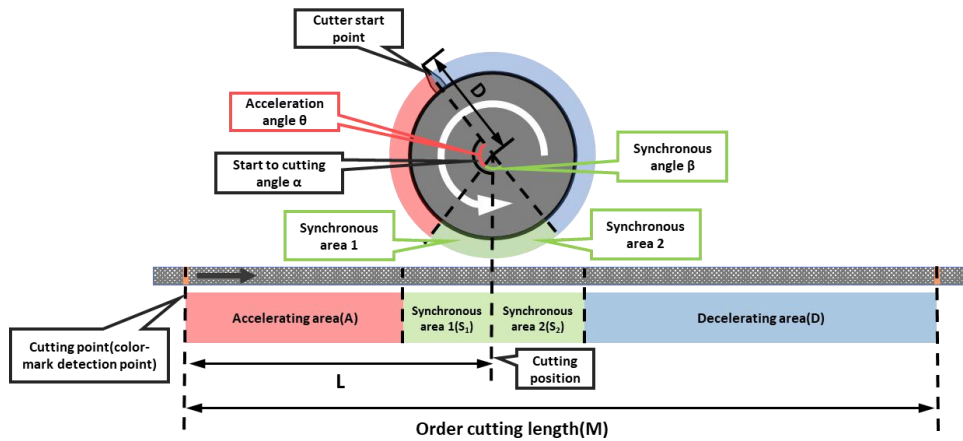 Cutter start
point
D
Acceleration
angle θ
Start to cutting
angle α
Synchronous
angle β
Synchronous
area 1
Synchronous
area 2
Accelerating area(A)
Synchronous
area 1(S₁)
Synchronous
area 2(S₂)
Decelerating area(D)
Cutting point(color-
mark detection point)
L
Cutting
position
Order cutting length(M)